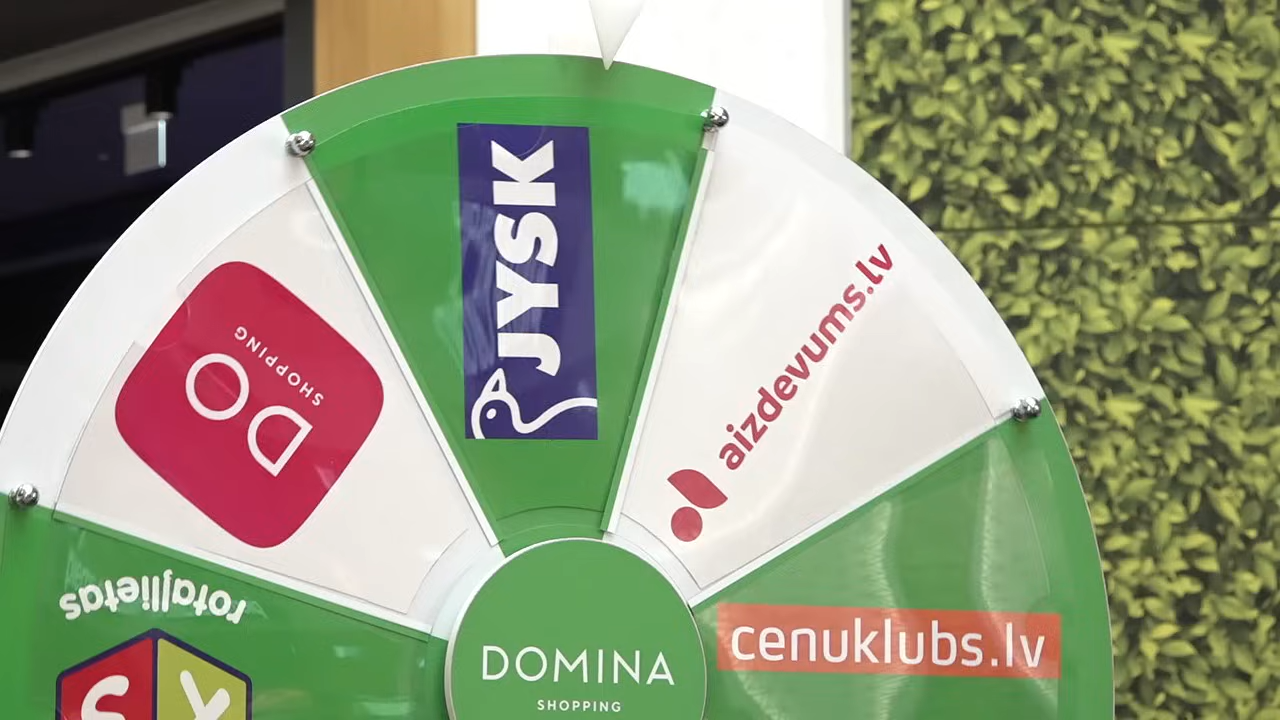 JYSK
DO
SHOPPING
aizdevums.lv
rotaļlietas
cenuklubs.lv
DOMINA
SHOPPING